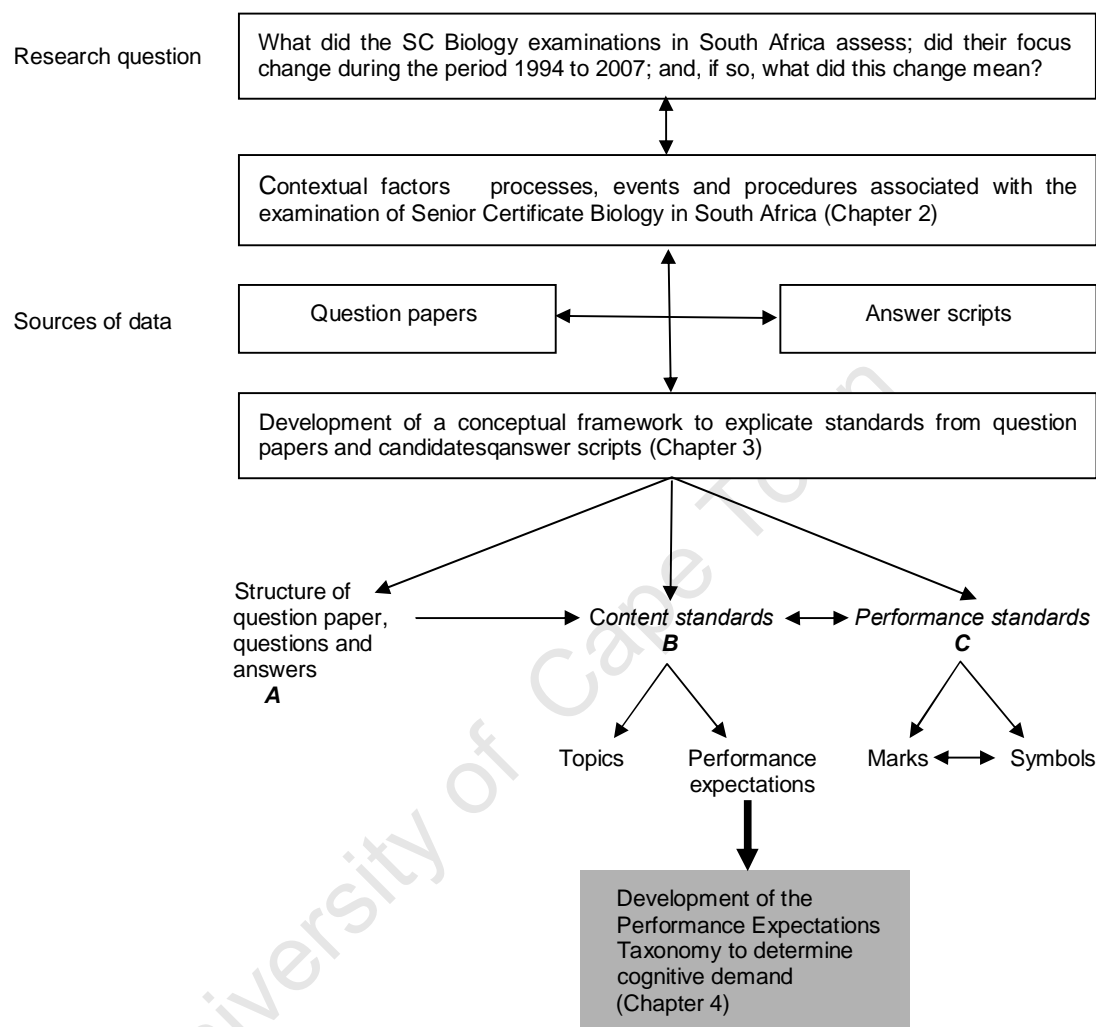 Research question
What did the SC Biology examinations in South Africa assess; did their focus
change during the period 1994 to 2007; and, if so, what did this change mean?
Contextual factors processes, events and procedures associated with the
examination of Senior Certificate Biology in South Africa (Chapter 2)
Sources of data
Question papers
Answer scripts
Development of a conceptual framework to explicate standards from question
papers and candidatesqanswer scripts (Chapter 3)
Structure of
question paper,
questions and
answers
A
Content standards
B
Performance standards
C
Topics
Performance
expectations
Marks
Symbols
Development of the
Performance Expectations
Taxonomy to determine
cognitive demand
(Chapter 4)
University of Cape Town